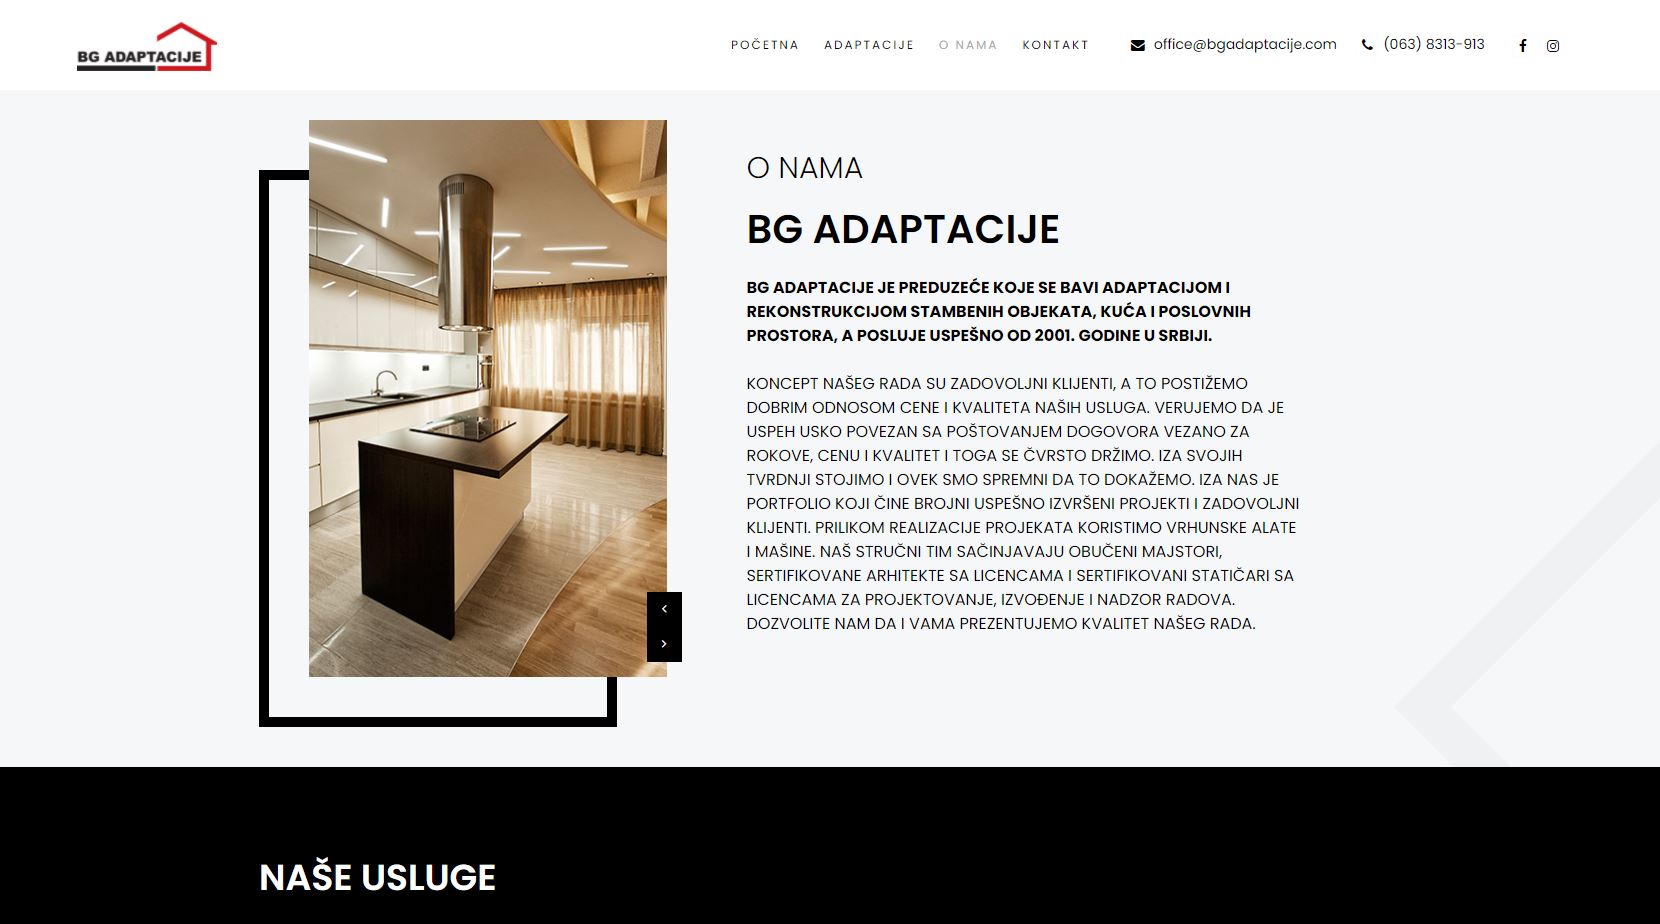 BG ADAPTACIJE
POČETNA
ADAPTACIJE
O NAMA
KONTAKT
office@bgadaptacije.com
(063) 8313-913
O NAMA
BG ADAPTACIJE
BG ADAPTACIJE JE PREDUZEĆE KOJE SE BAVI ADAPTACIJOM I
REKONSTRUKCIJOM STAMBENIH OBJEKATA, KUĆA I POSLOVNIH
PROSTORA, A POSLUJE USPEŠNO OD 2001. GODINE U SRBIJI.
KONCEPT NAŠEG RADA SU ZADOVOLJNI KLIJENTI, A TO POSTIŽEMO
DOBRIM ODNOSOM CENE I KVALITETA NAŠIH USLUGA. VERUJEMO DA JE
USPEH USKO POVEZAN SA POŠTOVANJEM DOGOVORA VEZANO ZA
ROKOVE, CENU I KVALITET I TOGA SE ČVRSTO DRŽIMO. IZA SVOJIH
TVRDNJI STOJIMO I OVEK SMO SPREMNI DA TO DOKAŽEMO. IZA NAS JE
PORTFOLIO KOJI ČINE BROJNI USPEŠNO IZVRŠENI PROJEKTI I ZADOVOLJNI
KLIJENTI. PRILIKOM REALIZACIJE PROJEKATA KORISTIMO VRHUNSKE ALATE
I MAŠINE. NAŠ STRUČNI TIM SAČINJAVAJU OBUČENI MAJSTORI,
SERTIFIKOVANE ARHITEKTE SA LICENCAMA I SERTIFIKOVANI STATIČARI SA
LICENCAMA ZA PROJEKTOVANJE, IZVOĐENJE I NADZOR RADOVA.
DOZVOLITE NAM DA I VAMA PREZENTUJEMO KVALITET NAŠEG RADA.
NAŠE USLUGE